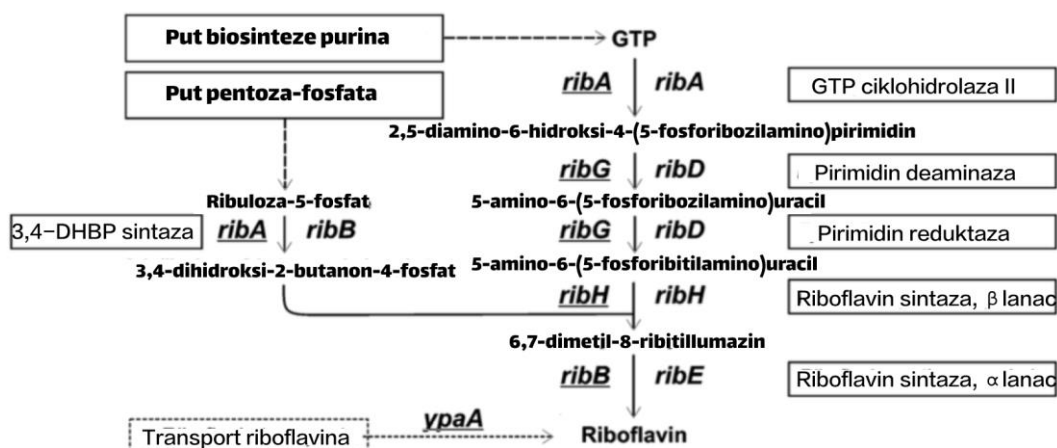 Put biosinteze purina
GTP
Put pentoza-fosfata
ribA ribA
GTP ciklohidrolaza II
2,5-diamino-6-hidroksi-4-(5-fosforibozilamino)pirimidin
ribG ribD
Pirimidin deaminaza
Ribuloza-5-fosfat
5-amino-6-(5-fosforibozilamino)uracil
3,4-DHBP sintaza
ribA ribB
ribG ribD
Pirimidin reduktaza
3,4-dihidroksi-2-butanon-4-fosfat
5-amino-6-(5-fosforibitilamino)uracil
ribH ribH
Riboflavin sintaza, β lanac
6,7-dimetil-8-ribitillumazin
ribB ribE
Riboflavin sintaza, α lanac
Transport riboflavina
ypaA
Riboflavin